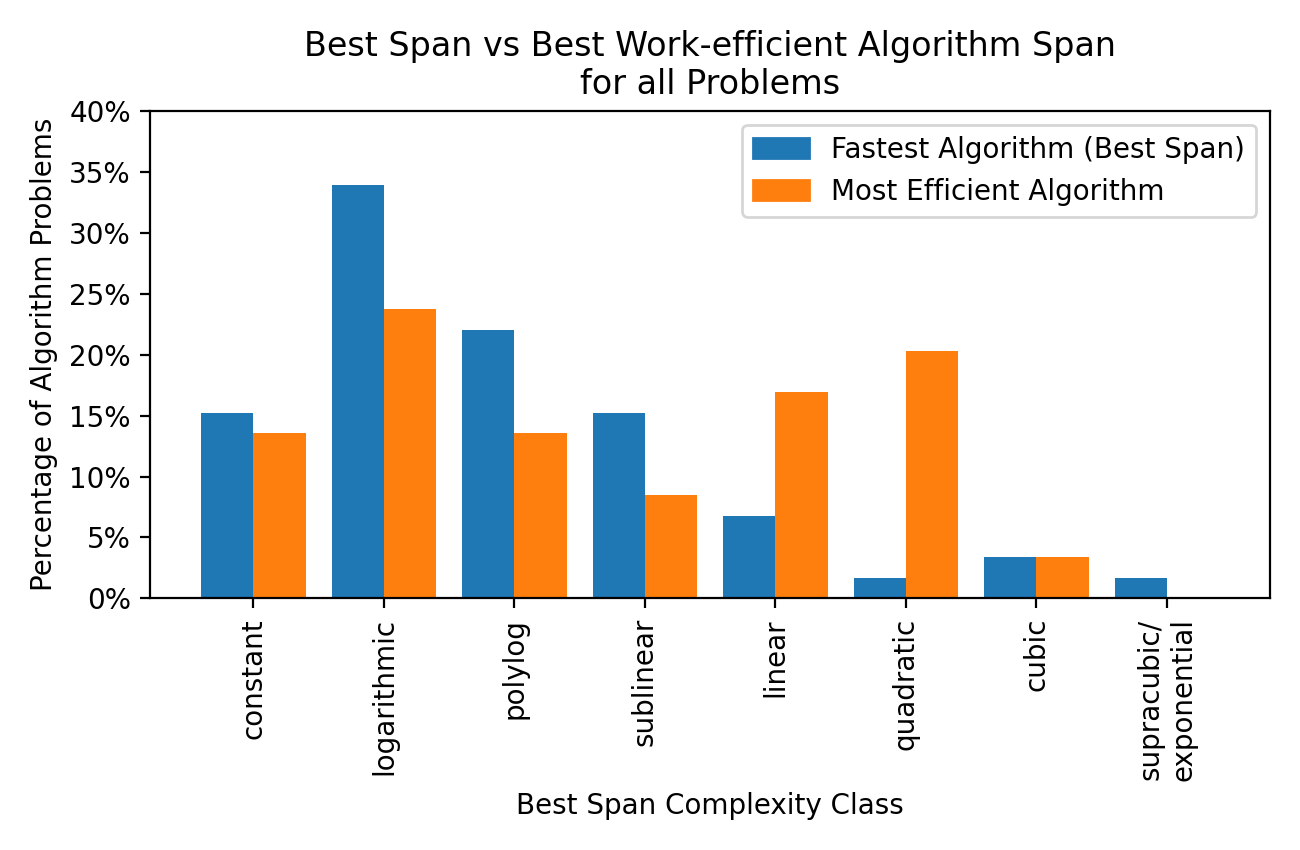 Best Span vs Best Work-efficient Algorithm Span
for all Problems
Percentage of Algorithm Problems
40%
35%
30%
25%
20%
15%
10%
5%
0%
Fastest Algorithm (Best Span)
Most Efficient Algorithm
constant
logarithmic
polylog
sublinear
linear
quadratic
cubic
supracubic/
exponential
Best Span Complexity Class